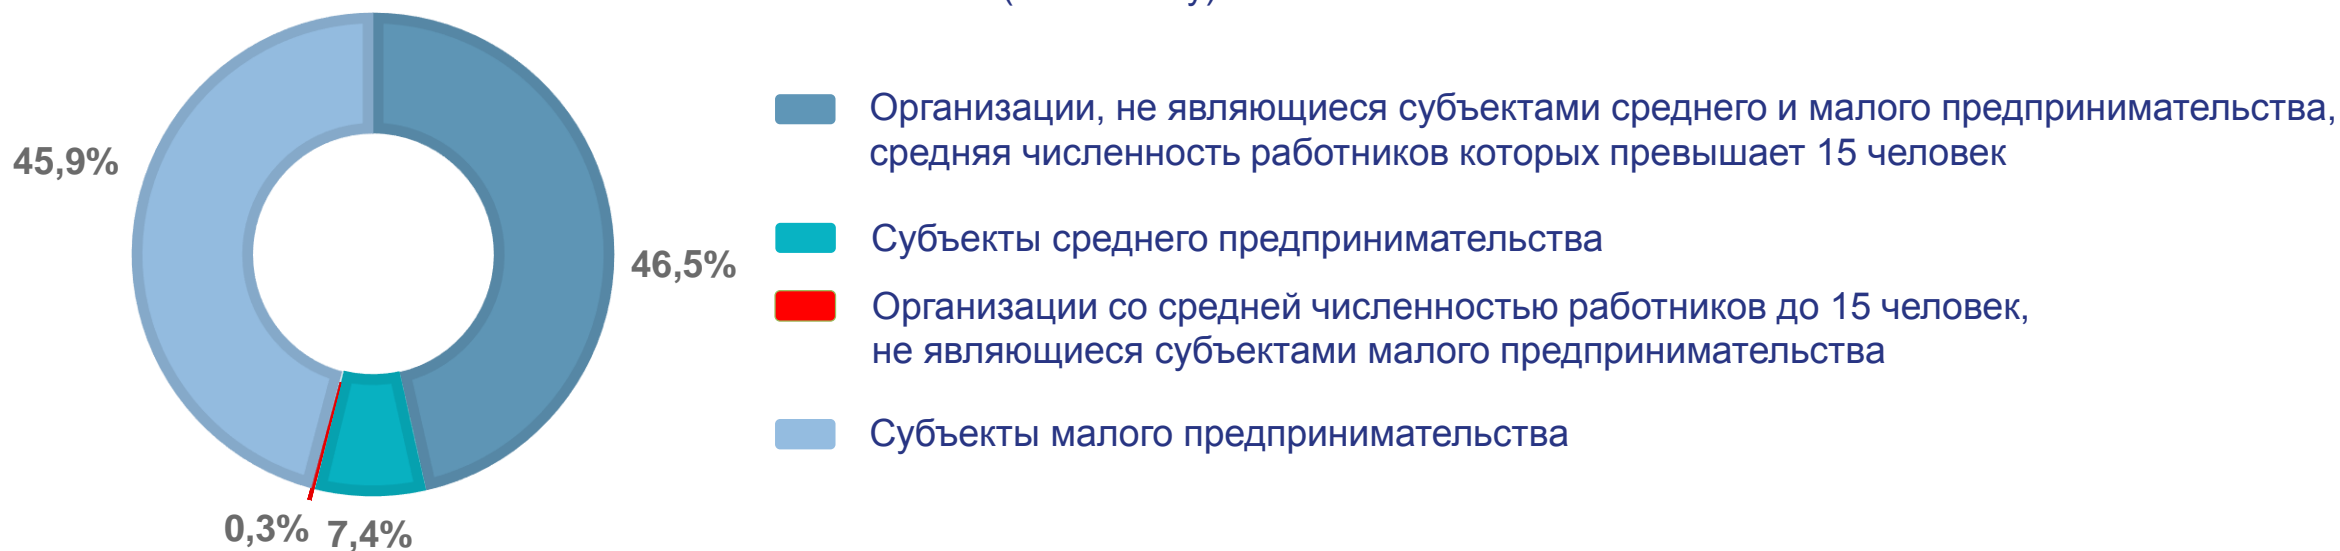 45,9%
46,5%
0,3%
7,4%
Организации, не являющиеся субъектами среднего и малого предпринимательства,
средняя численность работников которых превышает 15 человек
Субъекты среднего предпринимательства
Организации со средней численностью работников до 15 человек,
не являющиеся субъектами малого предпринимательства
Субъекты малого предпринимательства